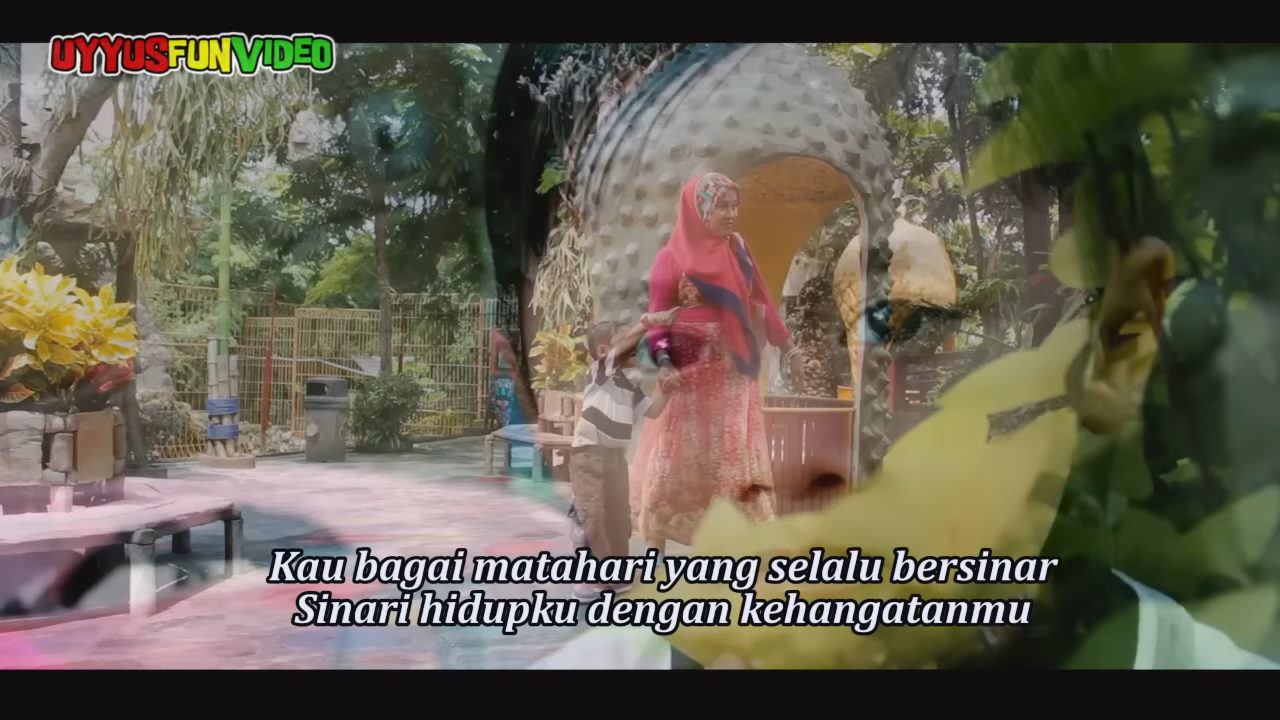 UYYUSFUNVIDEO
Kau bagai matahari yang selalu bersinar
Sinari hidupku dengan kehangatanmu